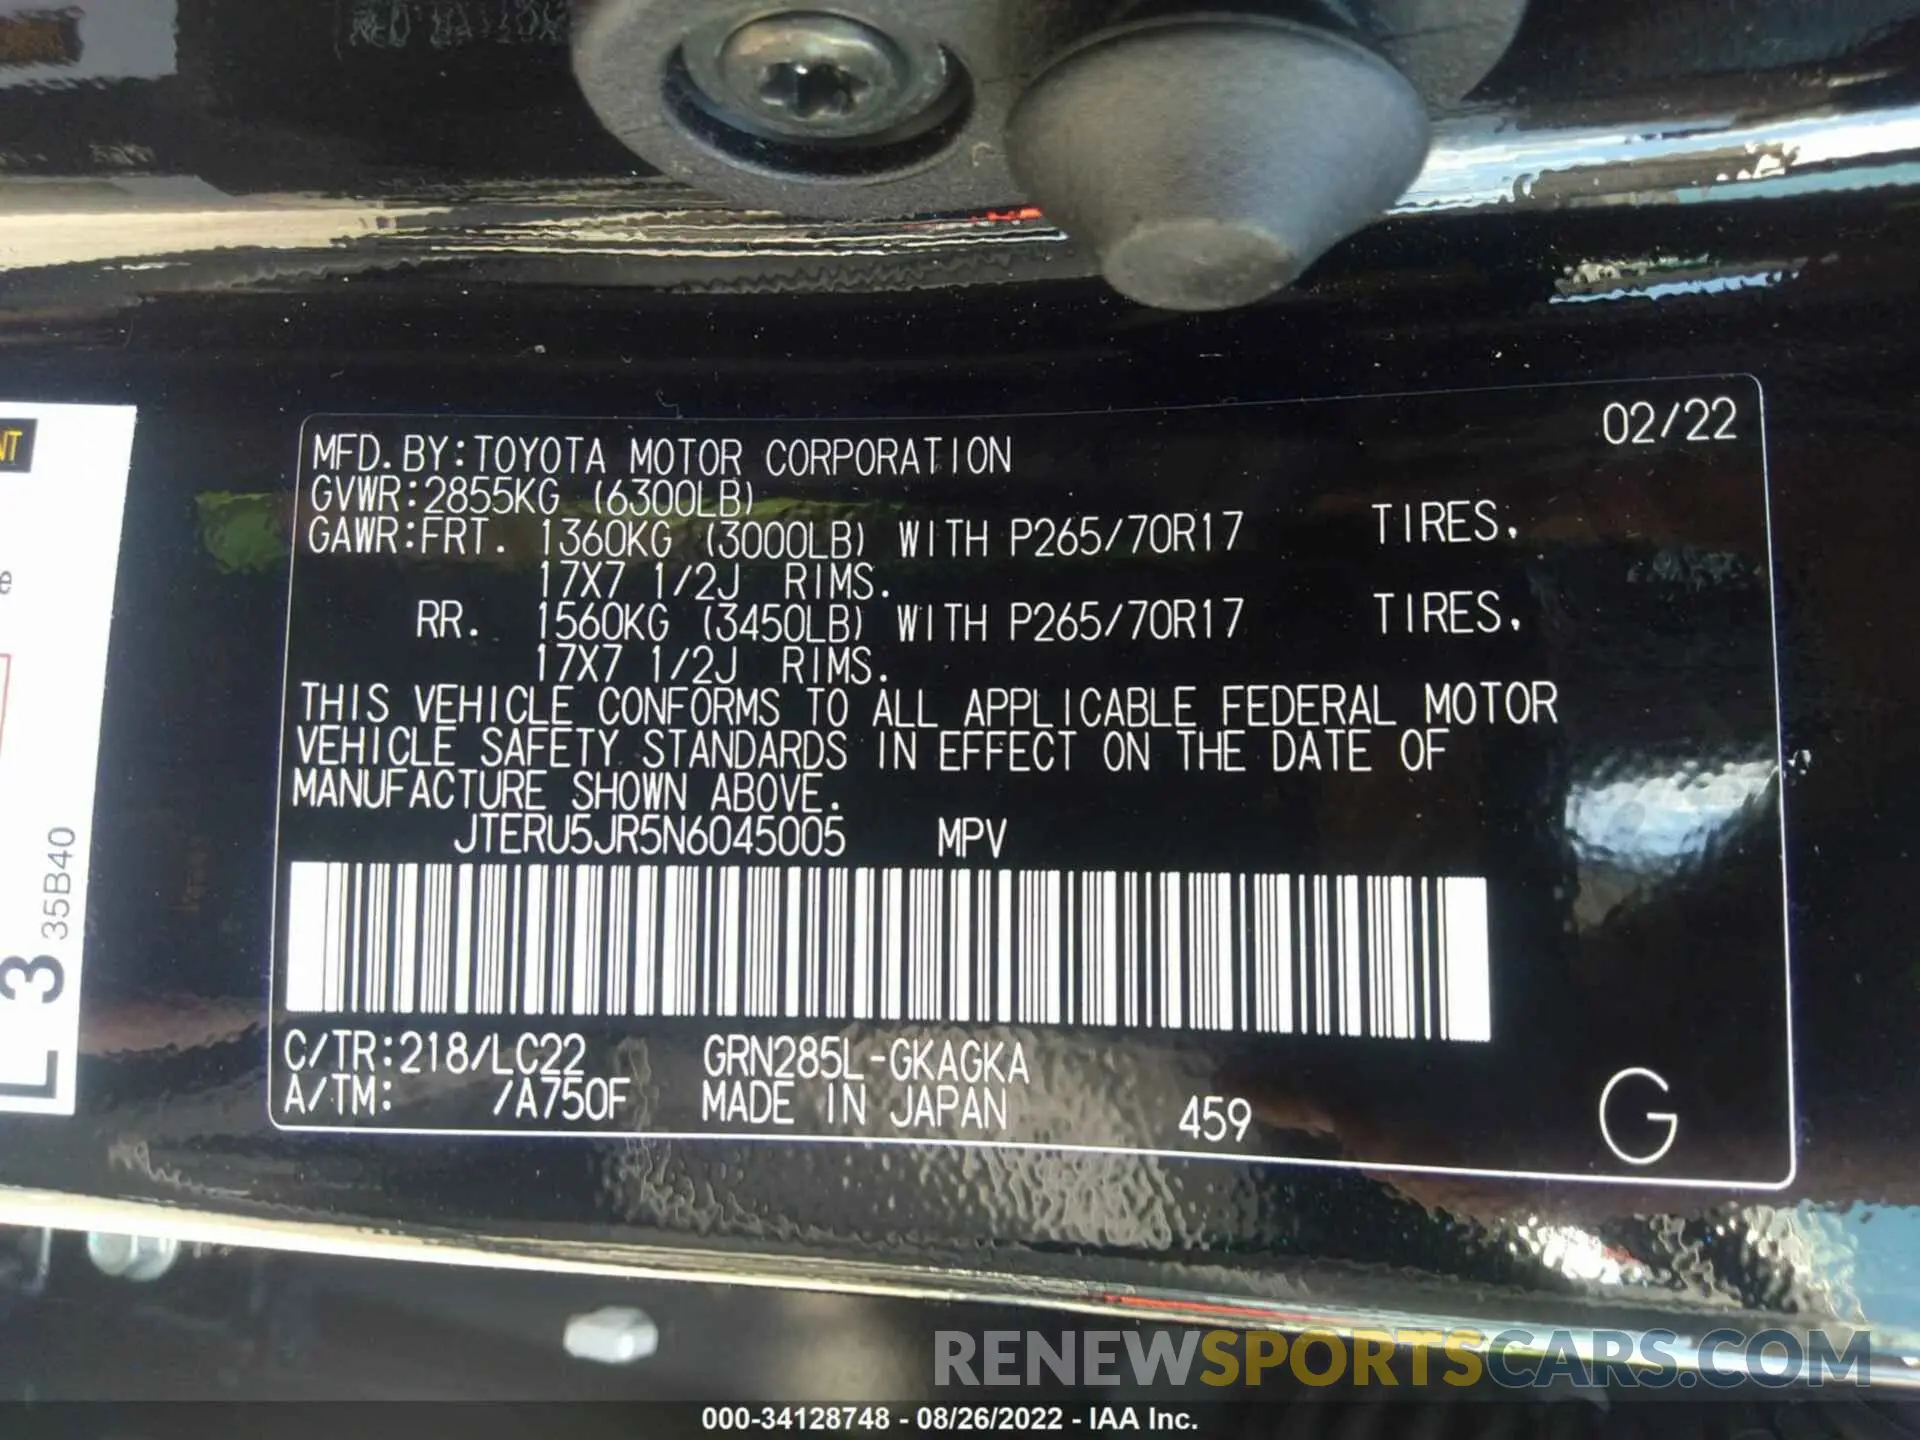 02/22
MFD.BY:TOYOTA MOTOR CORPORATION
GVWR:2855KG (6300LB)
GAWR:FRT. 1360KG (3000LB) WITH P265/70R17 TIRES.
17X7 1/2J RIMS.
RR. 1560KG (3450LB) WITH P265/70R17 TIRES.
17X7 1/2J RIMS.
THIS VEHICLE CONFORMS TO ALL APPLICABLE FEDERAL MOTOR
VEHICLE SAFETY STANDARDS IN EFFECT ON THE DATE OF
MANUFACTURE SHOWN ABOVE.
JTERU5JR5N6045005 MPV
C/TR:218/LC22 GRN285L-GKAGKA
A/TM: /A750F MADE IN JAPAN 459 G
35B40
3
RENEWSPORTSCARS.COM
000-34128748 - 08/26/2022 - IAA Inc.